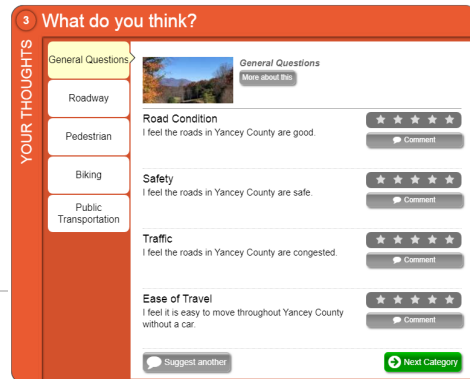 3 What do you think?
YOUR THOUGHTS
General Questions
Roadway
Pedestrian
Biking
Public
Transportation
General Questions
More about this
Road Condition
I feel the roads in Yancey County are good.
Comment
Safety
I feel the roads in Yancey County are safe.
Comment
Traffic
I feel the roads in Yancey County are congested.
Comment
Ease of Travel
I feel it is easy to move throughout Yancey County
without a car.
Comment
Suggest another
Next Category